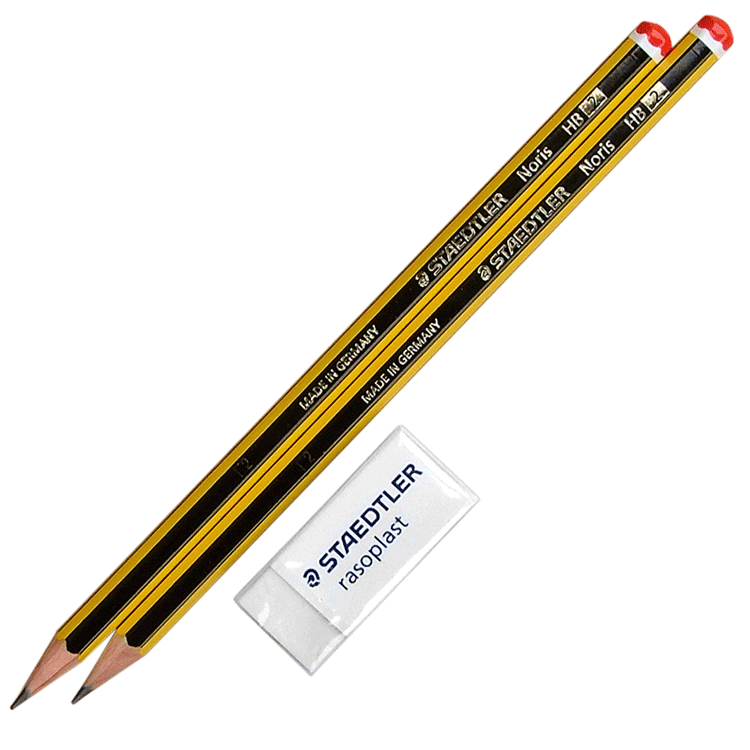 MADE IN GERMANY STAEDTLER Noris HB 2
MADE IN GERMANY STAEDTLER Noris HB 2
STAEDTLER
rasoplast